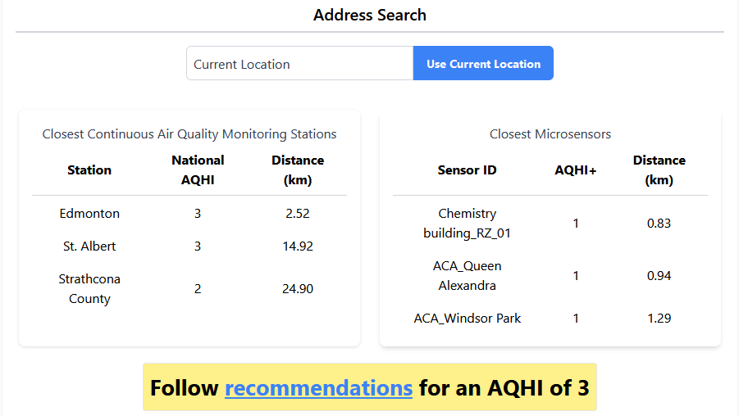 Address Search
Current Location
Use Current Location
Closest Continuous Air Quality Monitoring Stations
Station National AQHI Distance (km)
Edmonton 3 2.52
St. Albert 3 14.92
Strathcona County 2 24.90
Closest Microsensors
Sensor ID AQHI+ Distance (km)
Chemistry building_RZ_01 1 0.83
ACA_Queen Alexandra 1 0.94
ACA_Windsor Park 1 1.29
Follow recommendations for an AQHI of 3